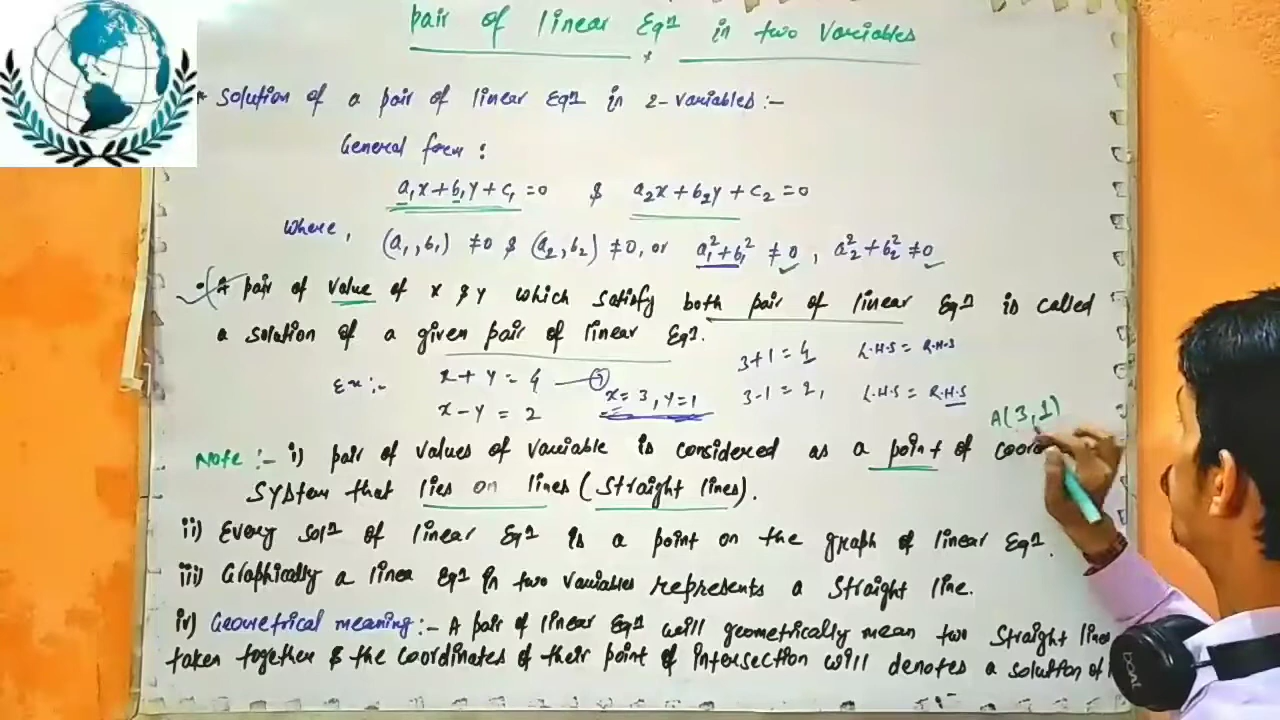 pair of linear Eqn in two variables
* solution of a pair of linear Eqn in 2-variables:-
General form:
a₁x+b₁y+c₁=0 $ a₂x+b₂y+c₂=0
where, (a₁,b₁) ≠0 $ (a₂,b₂) ≠0, or a₁²+b₁² ≠0, a₂²+b₂² ≠0
• A pair of value of x $ y which satisfy both pair of linear Eqn is called
a solution of a given pair of linear Eqn.
Ex:- x+y=4 x=3, y=1 3+1=4 L.H.S = R.H.S
x-y=2 3-1=2, L.H.S = R.H.S
A(3,1)
Note:- i) pair of values of variable is considered as a point of
system that lies on lines (straight lines).
ii) Every soln of linear Eqn is a point on the graph of linear Eqn.
iii) Graphically a linea Eqn in two variables represents a straight line.
iv) Geometrical meaning:- A pair of linear Eqn will geometrically mean two straight lines
taken together $ the coordinates of their point of intersection will denotes a solution of
boAt